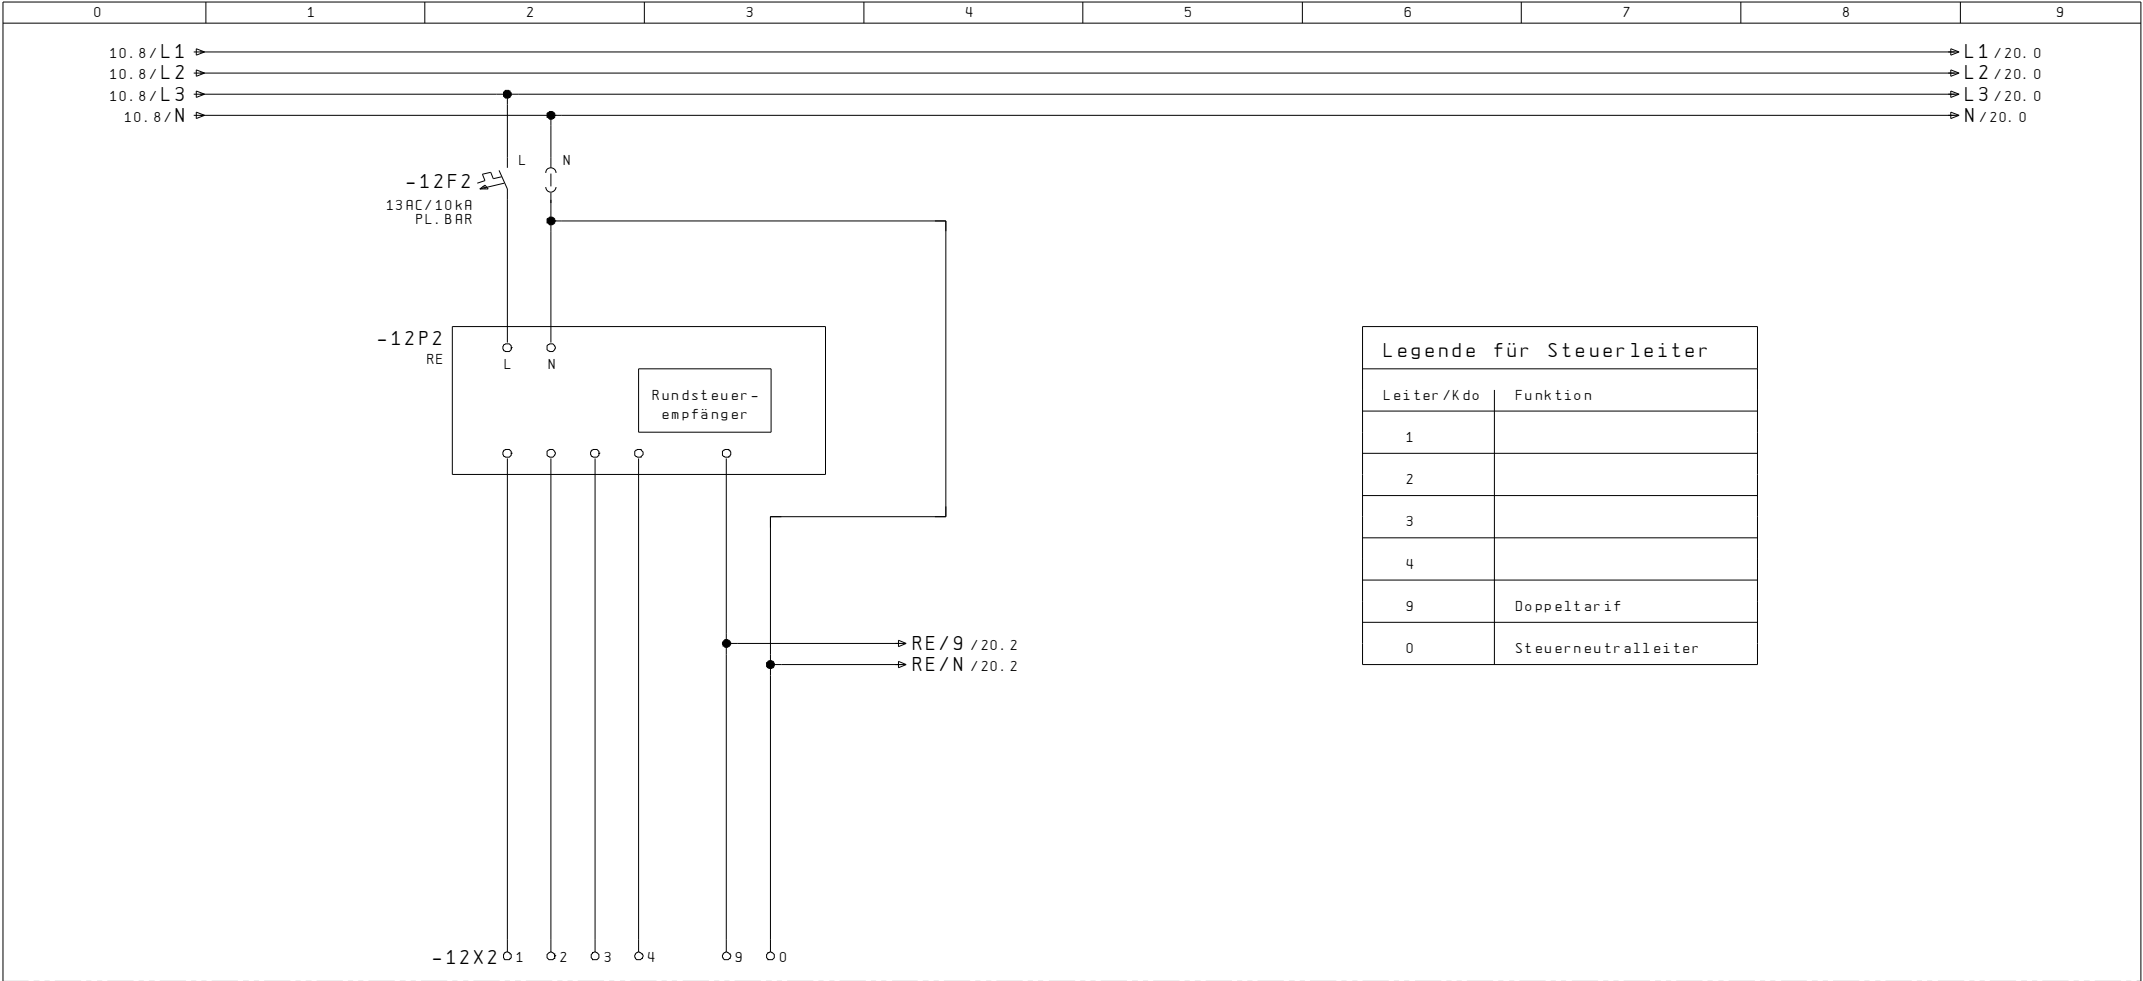 0 1 2 3 4 5 6 7 8 9
10.8/L1 L1/20.0
10.8/L2 L2/20.0
10.8/L3 L3/20.0
10.8/N N/20.0
L N
-12F2
13AC/10kA
PL.BAR
-12P2
RE
L N
Rundsteuer-
empfänger
Legende für Steuerleiter
Leiter/Kdo Funktion
1
2
3
4
9 Doppeltarif
0 Steuerneutralleiter
RE/9/20.2
RE/N/20.2
-12X2 1 2 3 4 9 0